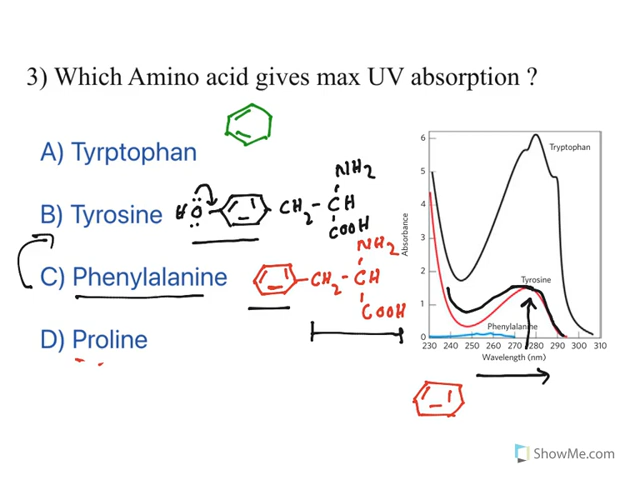 3) Which Amino acid gives max UV absorption ?
A) Tyrptophan
B) Tyrosine
HO CH2 - CH
NH2
COOH
C) Phenylalanine
CH2 - CH
NH2
COOH
D) Proline
Absorbance
6
5
4
3
2
1
0
Tryptophan
Tyrosine
Phenylalanine
230 240 250 260 270 280 290 300 310
Wavelength (nm)
ShowMe.com